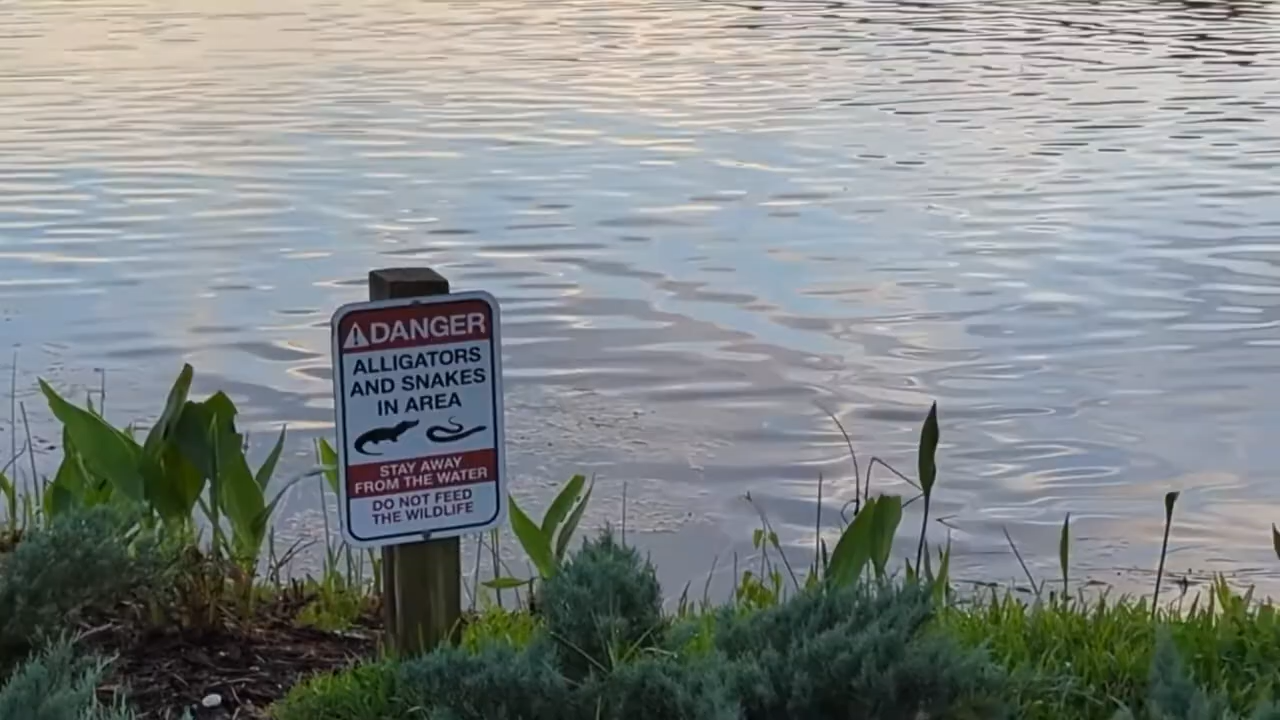 DANGER
ALLIGATORS
AND SNAKES
IN AREA
STAY AWAY
FROM THE WATER
DO NOT FEED
THE WILDLIFE